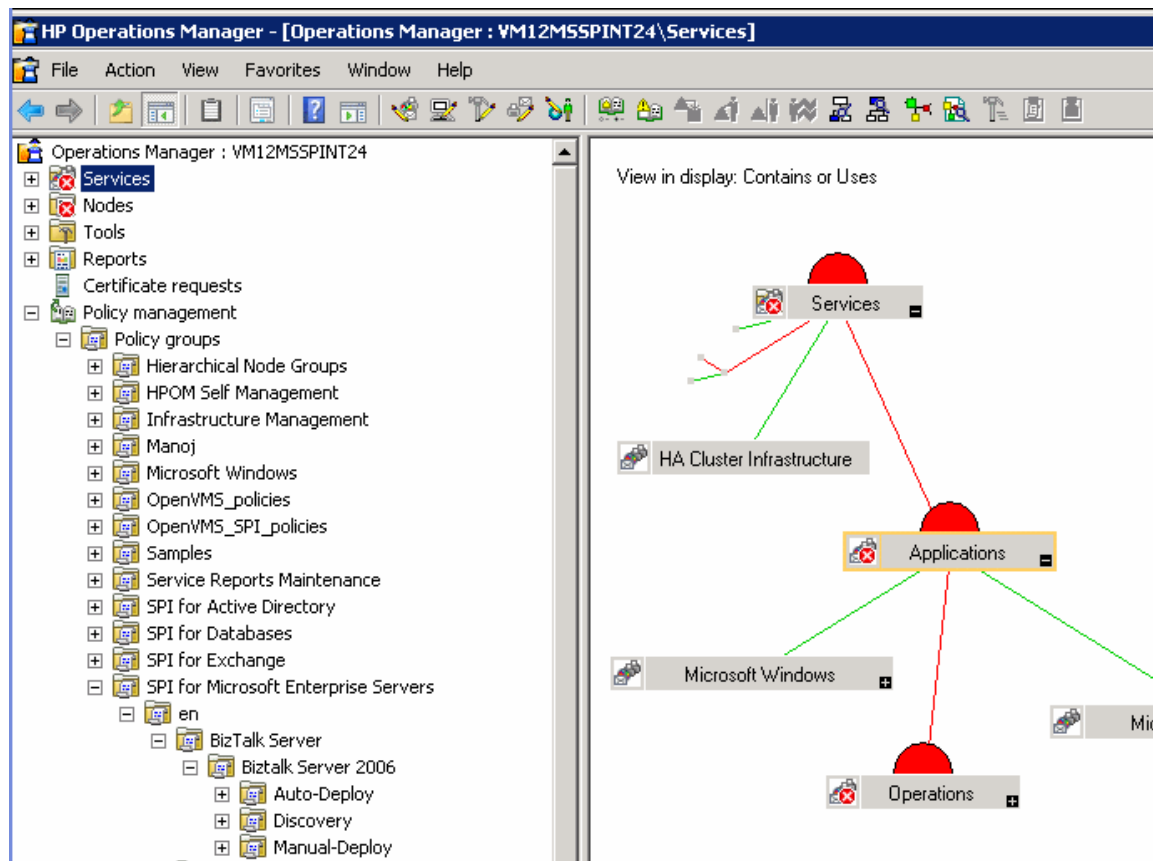 HP Operations Manager - [Operations Manager : VM12MSSPINT24\Services]
File Action View Favorites Window Help
Operations Manager : VM12MSSPINT24
Services
Nodes
Tools
Reports
Certificate requests
Policy management
Policy groups
Hierarchical Node Groups
HPOM Self Management
Infrastructure Management
Manoj
Microsoft Windows
OpenVMS_policies
OpenVMS_SPI_policies
Samples
Service Reports Maintenance
SPI for Active Directory
SPI for Databases
SPI for Exchange
SPI for Microsoft Enterprise Servers
en
BizTalk Server
Biztalk Server 2006
Auto-Deploy
Discovery
Manual-Deploy
View in display: Contains or Uses
Services
HA Cluster Infrastructure
Applications
Microsoft Windows
Mic
Operations